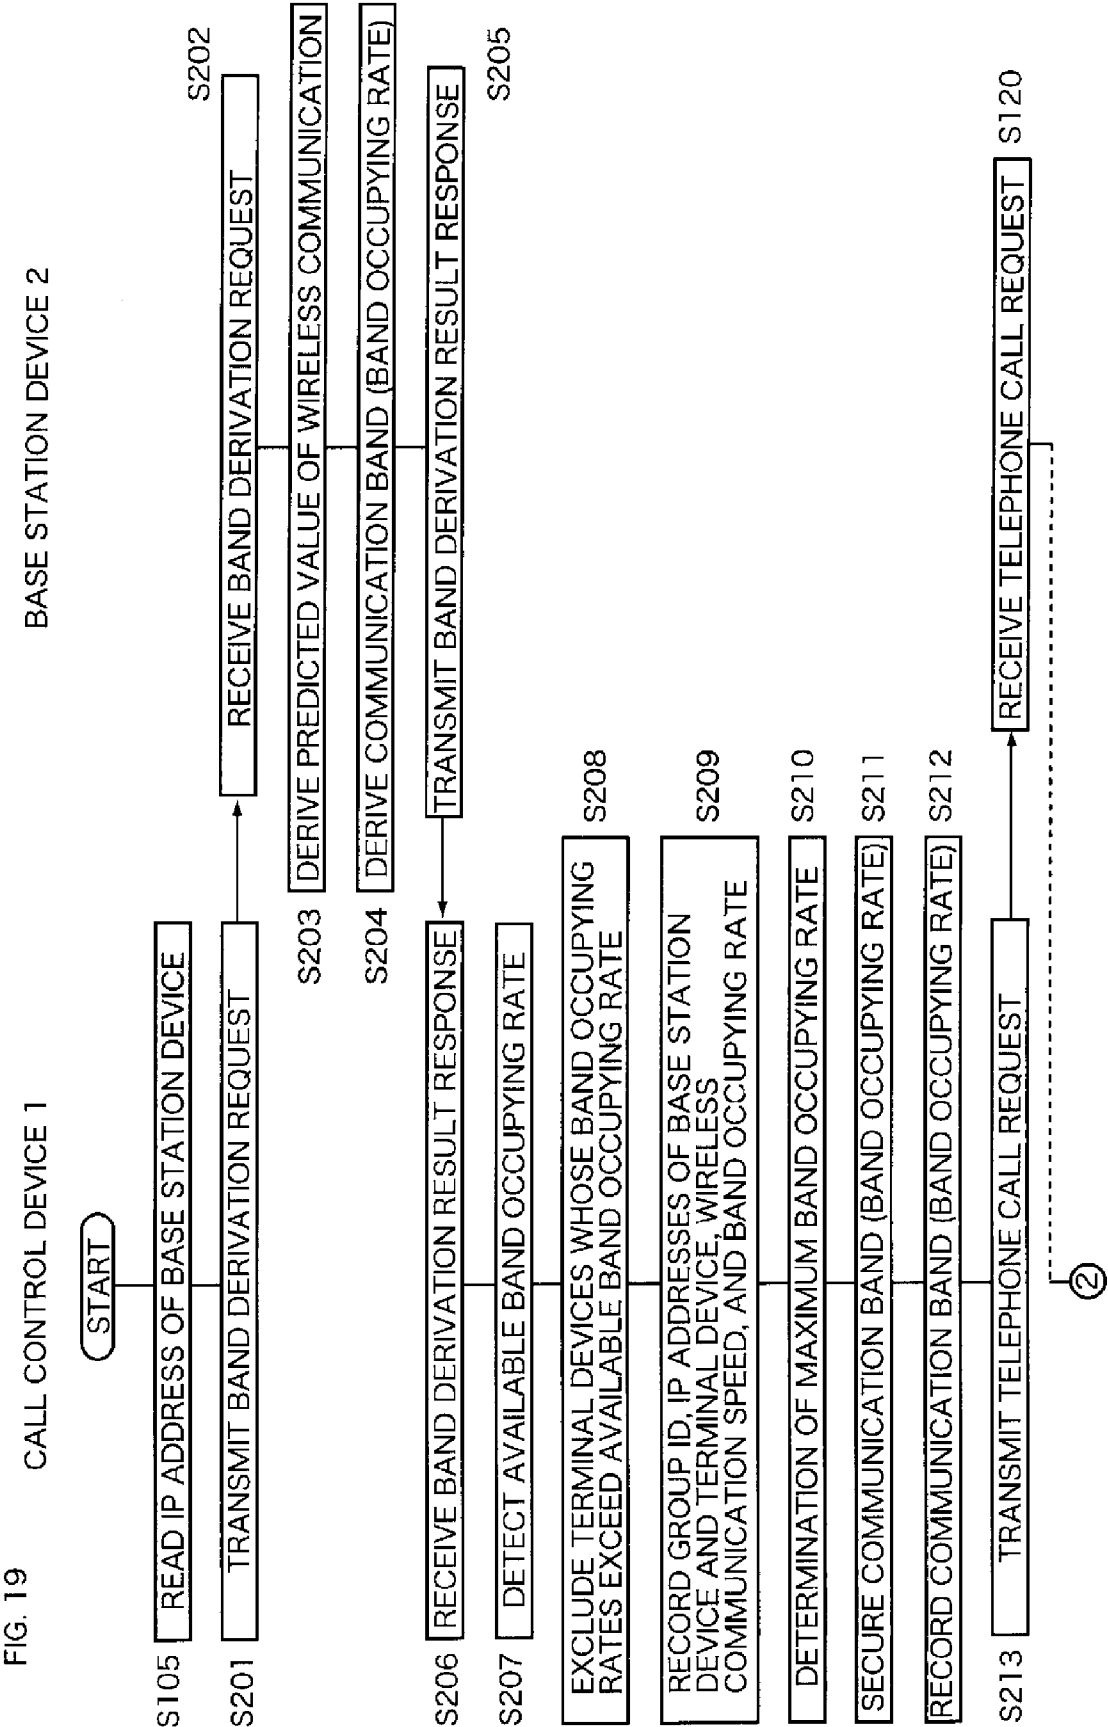 FIG. 19
CALL CONTROL DEVICE 1
BASE STATION DEVICE 2
START
S105
READ IP ADDRESS OF BASE STATION DEVICE
S201
TRANSMIT BAND DERIVATION REQUEST
RECEIVE BAND DERIVATION REQUEST
S202
S203
DERIVE PREDICTED VALUE OF WIRELESS COMMUNICATION
S204
DERIVE COMMUNICATION BAND (BAND OCCUPYING RATE)
TRANSMIT BAND DERIVATION RESULT RESPONSE
S205
S206
RECEIVE BAND DERIVATION RESULT RESPONSE
S207
DETECT AVAILABLE BAND OCCUPYING RATE
EXCLUDE TERMINAL DEVICES WHOSE BAND OCCUPYING
RATES EXCEED AVAILABLE BAND OCCUPYING RATE
S208
RECORD GROUP ID, IP ADDRESSES OF BASE STATION
DEVICE AND TERMINAL DEVICE, WIRELESS
COMMUNICATION SPEED, AND BAND OCCUPYING RATE
S209
DETERMINATION OF MAXIMUM BAND OCCUPYING RATE
S210
SECURE COMMUNICATION BAND (BAND OCCUPYING RATE)
S211
RECORD COMMUNICATION BAND (BAND OCCUPYING RATE)
S212
S213
TRANSMIT TELEPHONE CALL REQUEST
RECEIVE TELEPHONE CALL REQUEST
S120
2